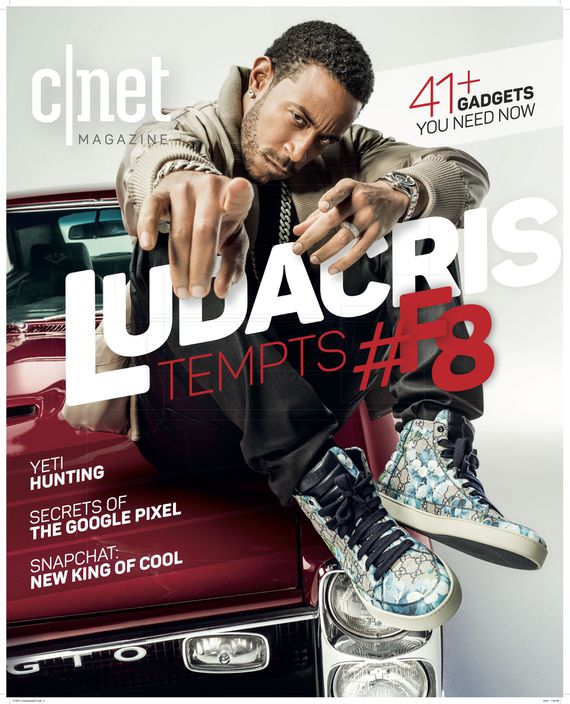 c|net
MAGAZINE
41+
GADGETS
YOU NEED NOW
LUDACRIS
TEMPTS #F8
YETI
HUNTING
SECRETS OF
THE GOOGLE PIXEL
SNAPCHAT:
NEW KING OF COOL
GTO